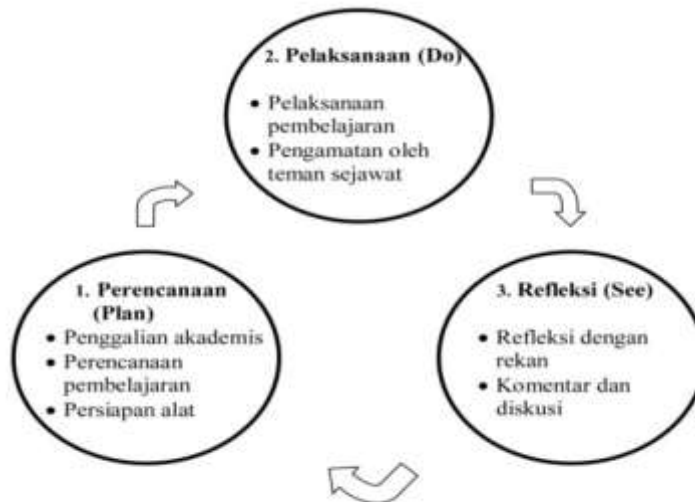 2. Pelaksanaan (Do)
• Pelaksanaan
pembelajaran
• Pengamatan oleh
teman sejawat
1. Perencanaan
(Plan)
• Penggalian akademis
• Perencanaan
pembelajaran
• Persiapan alat
3. Refleksi (See)
• Refleksi dengan
rekan
• Komentar dan
diskusi